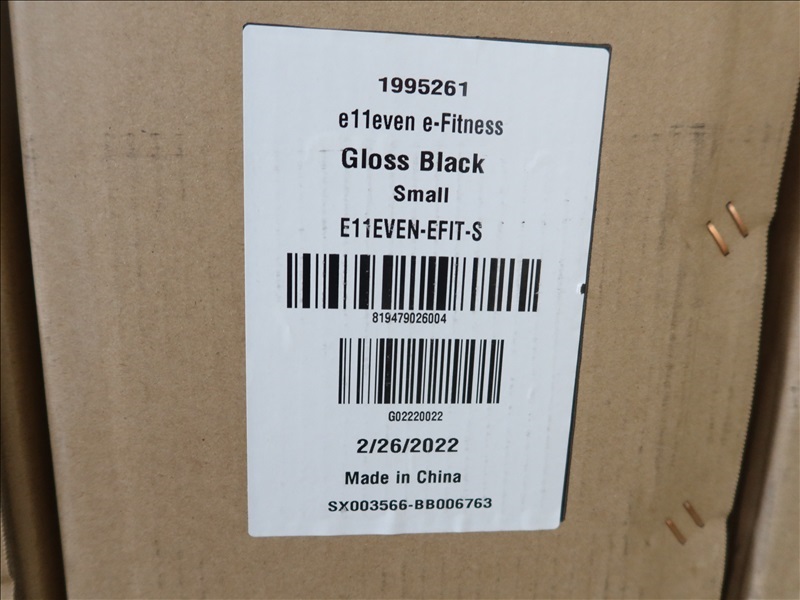 1995261
e11even e-Fitness
Gloss Black
Small
E11EVEN-EFIT-S
819479026004
G02220022
2/26/2022
Made in China
SX003566-BB006763